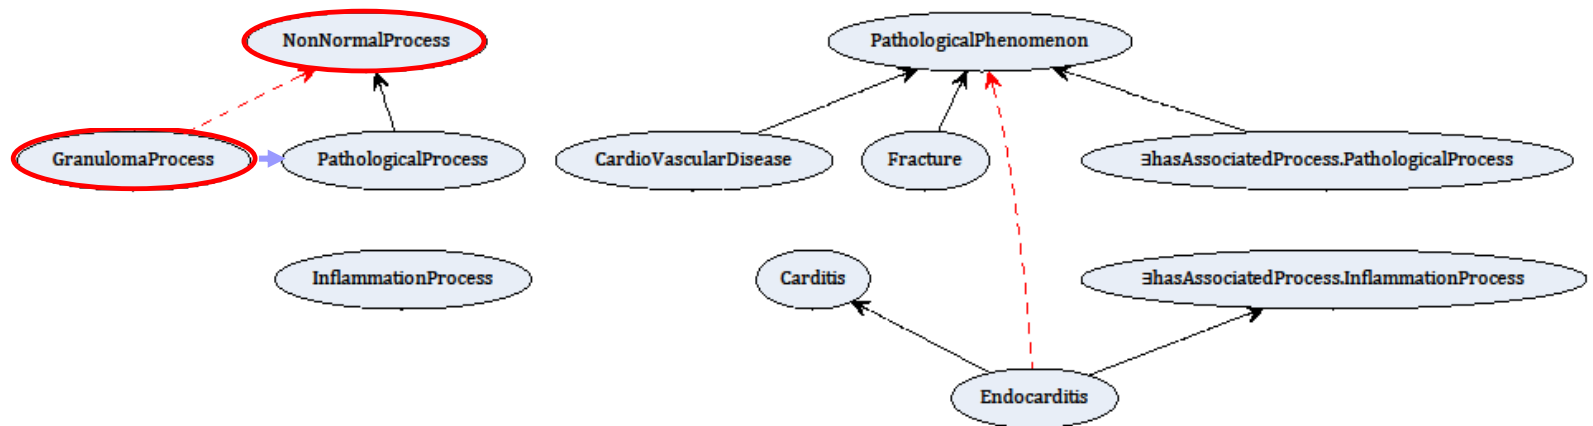 NonNormalProcess
PathologicalPhenomenon
GranulomaProcess
PathologicalProcess
CardioVascularDisease
Fracture
∃hasAssociatedProcess.PathologicalProcess
InflammationProcess
Carditis
∃hasAssociatedProcess.InflammationProcess
Endocarditis